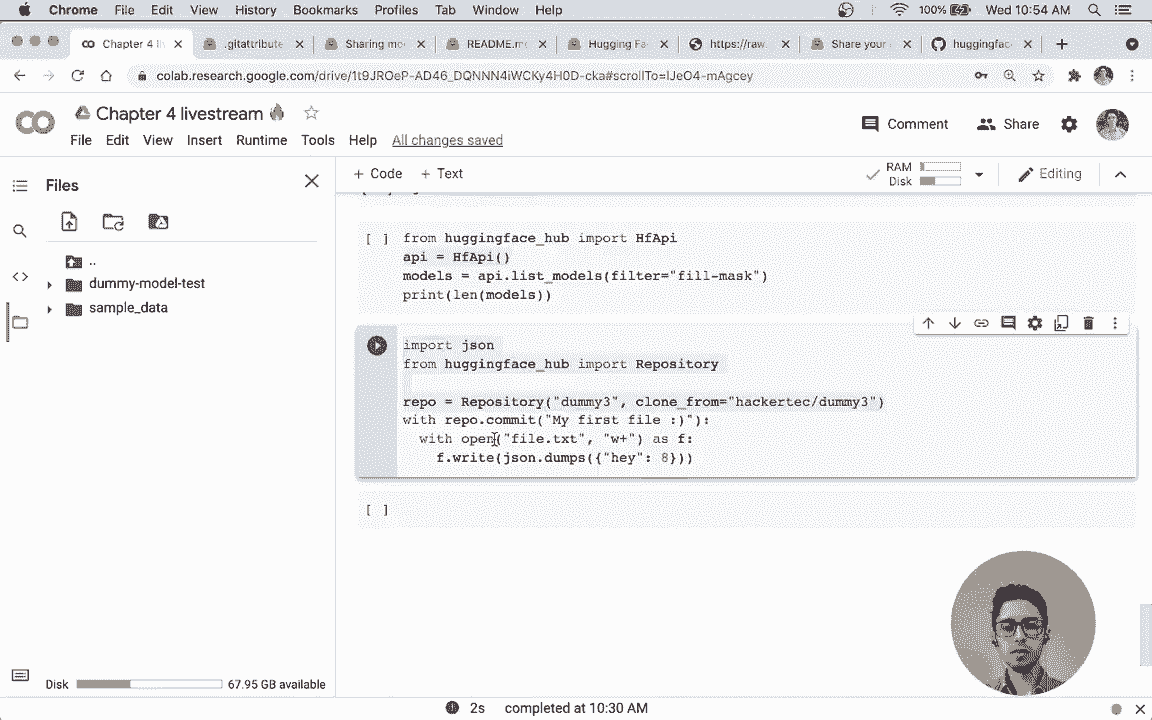 Chrome File Edit View History Bookmarks Profiles Tab Window Help 100% Wed 10:54 AM
Chapter 4 li .gitattribute Sharing mo README.m Hugging Fa https://raw. Share your huggingfac
colab.research.google.com/drive/1t9JROeP-AD46_DQNNN4iWCKy4H0D-cka#scrollTo=lJeO4-mAgcey
Chapter 4 livestream
File Edit View Insert Runtime Tools Help All changes saved
Comment Share
Files
+ Code + Text
RAM
Disk
Editing
..
dummy-model-test
sample_data
[ ] from huggingface_hub import HfApi
api = HfApi()
models = api.list_models(filter="fill-mask")
print(len(models))
import json
from huggingface_hub import Repository
repo = Repository("dummy3", clone_from="hackertec/dummy3")
with repo.commit("My first file :)"):
with open("file.txt", "w+") as f:
f.write(json.dumps({"hey": 8}))
[ ]
Disk 67.95 GB available
2s completed at 10:30 AM